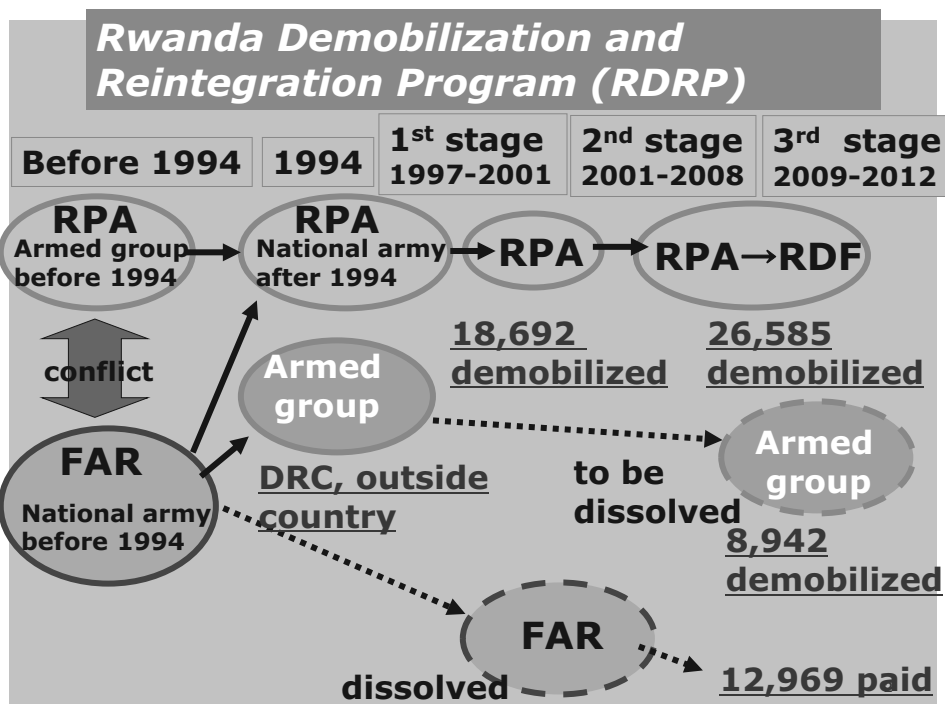 Rwanda Demobilization and
Reintegration Program (RDRP)
Before 1994
1994
1st stage
1997-2001
2nd stage
2001-2008
3rd stage
2009-2012
RPA
Armed group
before 1994
RPA
National army
after 1994
RPA
RPA→RDF
conflict
18,692
demobilized
26,585
demobilized
Armed
group
FAR
National army
before 1994
DRC, outside
country
to be
dissolved
Armed
group
8,942
demobilized
FAR
dissolved
12,969 paid